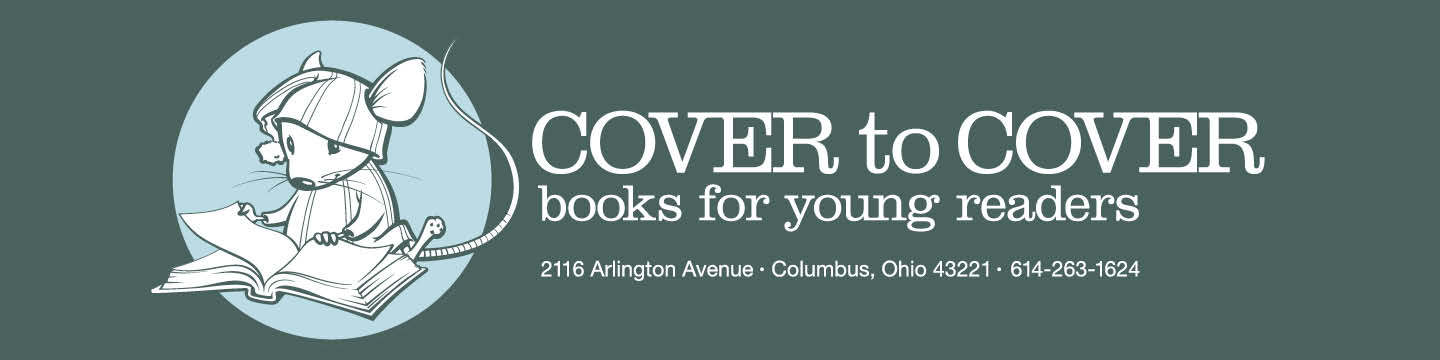 COVER to COVER
books for young readers
2116 Arlington Avenue · Columbus, Ohio 43221 · 614-263-1624